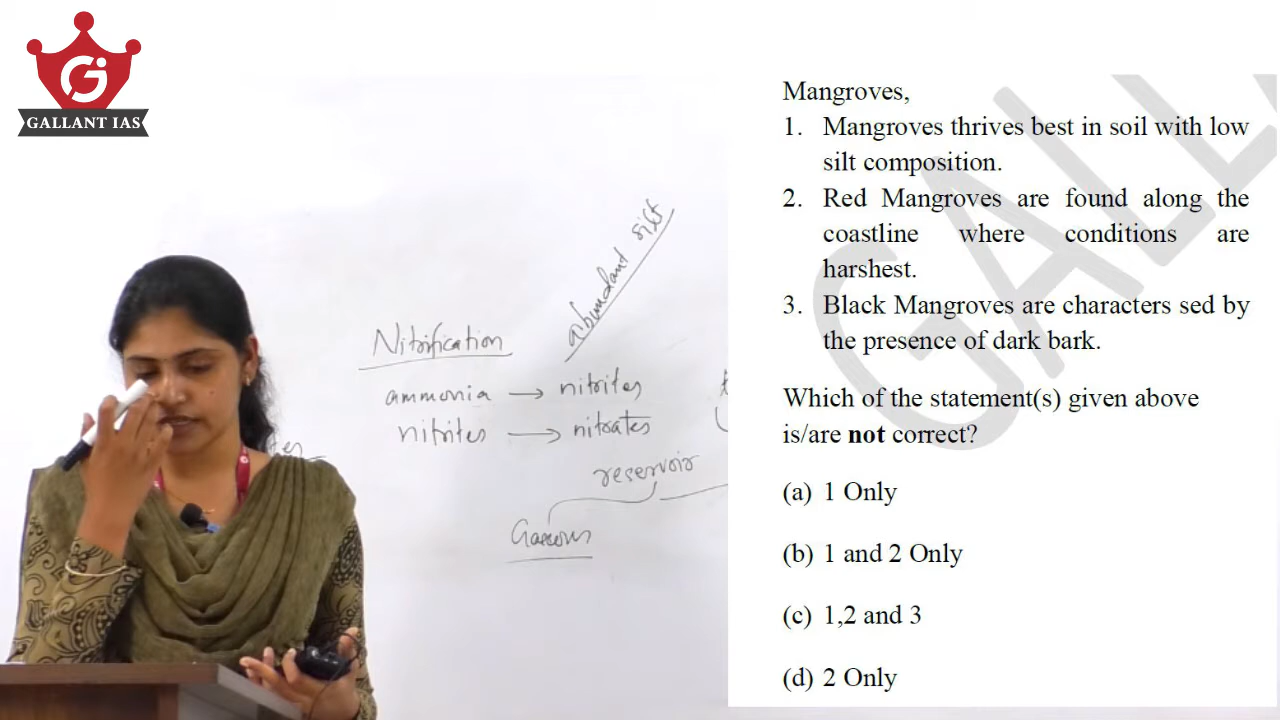 GALLANT IAS
abundant silt
Nitrification
ammonia → nitrites
nitrites → nitrates
reservoir
Gaseous
Mangroves,
1. Mangroves thrives best in soil with low
silt composition.
2. Red Mangroves are found along the
coastline where conditions are
harshest.
3. Black Mangroves are characters sed by
the presence of dark bark.
Which of the statement(s) given above
is/are not correct?
(a) 1 Only
(b) 1 and 2 Only
(c) 1,2 and 3
(d) 2 Only
GALL